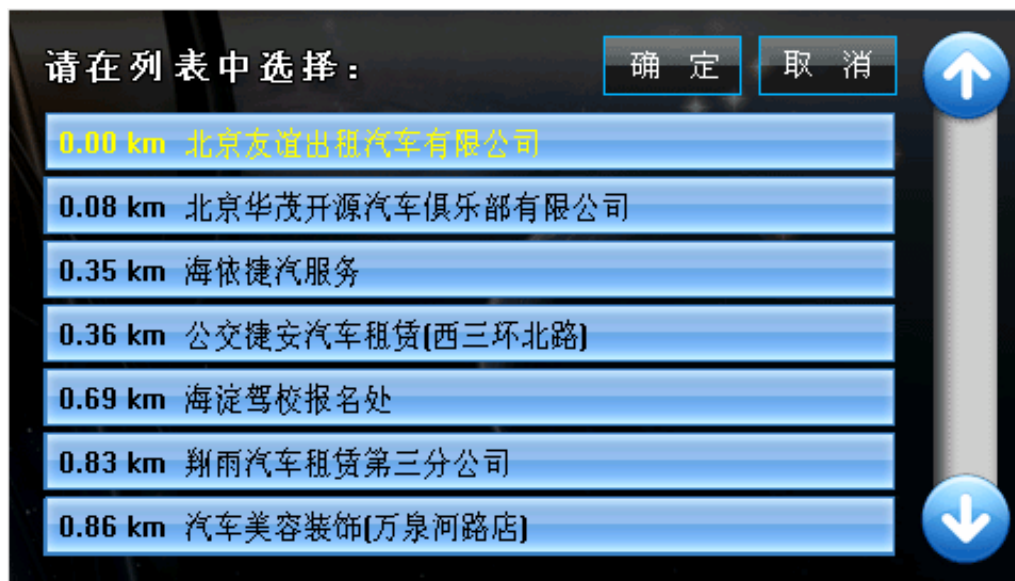 请在列表中选择：
确 定
取 消
0.00 km 北京友谊出租汽车有限公司
0.08 km 北京华茂开源汽车俱乐部有限公司
0.35 km 海依捷汽服务
0.36 km 公交捷安汽车租赁(西三环北路)
0.69 km 海淀驾校报名处
0.83 km 翔雨汽车租赁第三分公司
0.86 km 汽车美容装饰(万泉河路店)